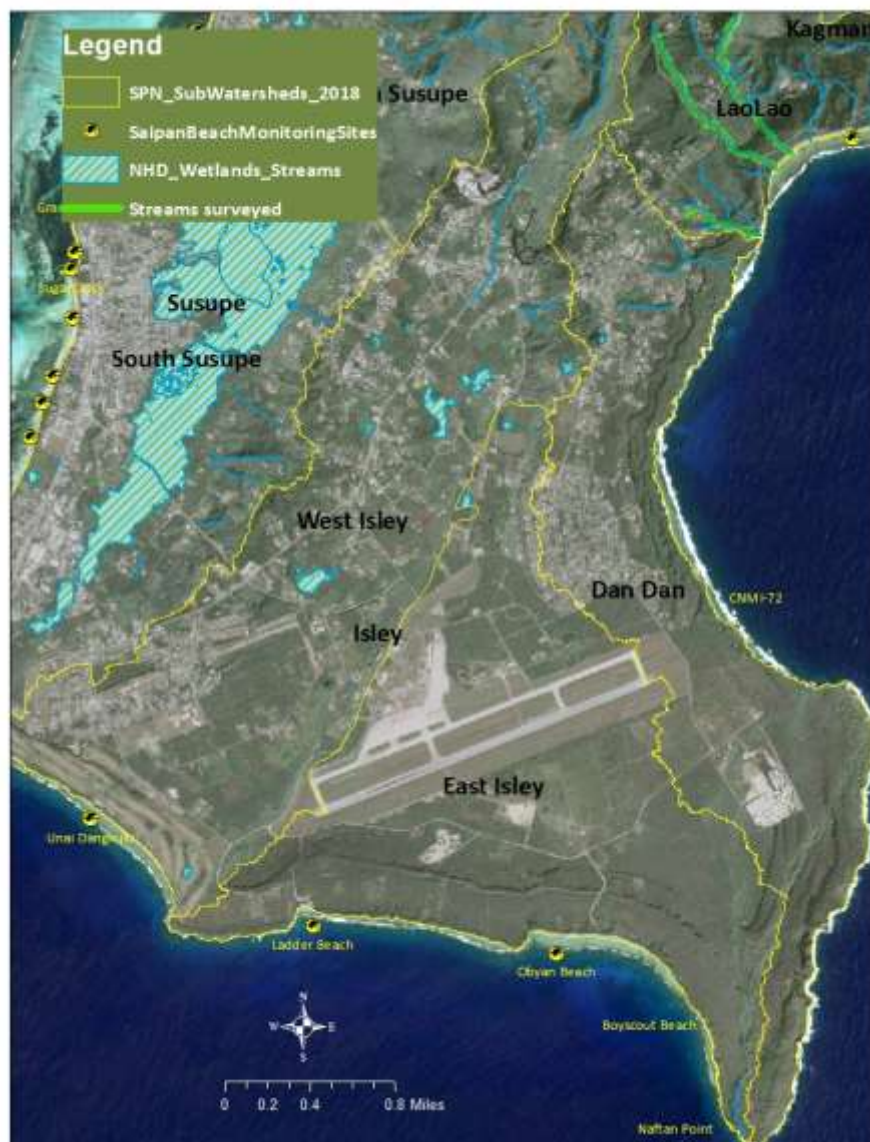 Legend
SPN_SubWatersheds_2018
SaipanBeachMonitoringSites
NHD_Wetlands_Streams
Streams surveyed
Susupe
Kagman
LaoLao
Susupe
South Susupe
West Isley
Dan Dan
CNMI-72
Isley
East Isley
Unai
Ladder Beach
Obyan Beach
Boyscout Beach
Naftan Point
N
W
E
S
0 0.2 0.4 0.8 Miles